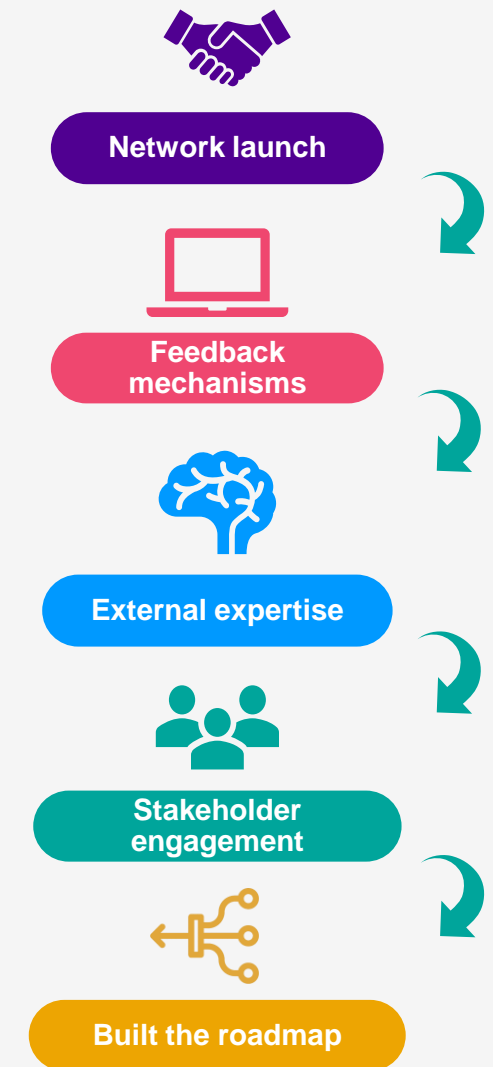 Network launch
Feedback
mechanisms
External expertise
Stakeholder
engagement
Built the roadmap